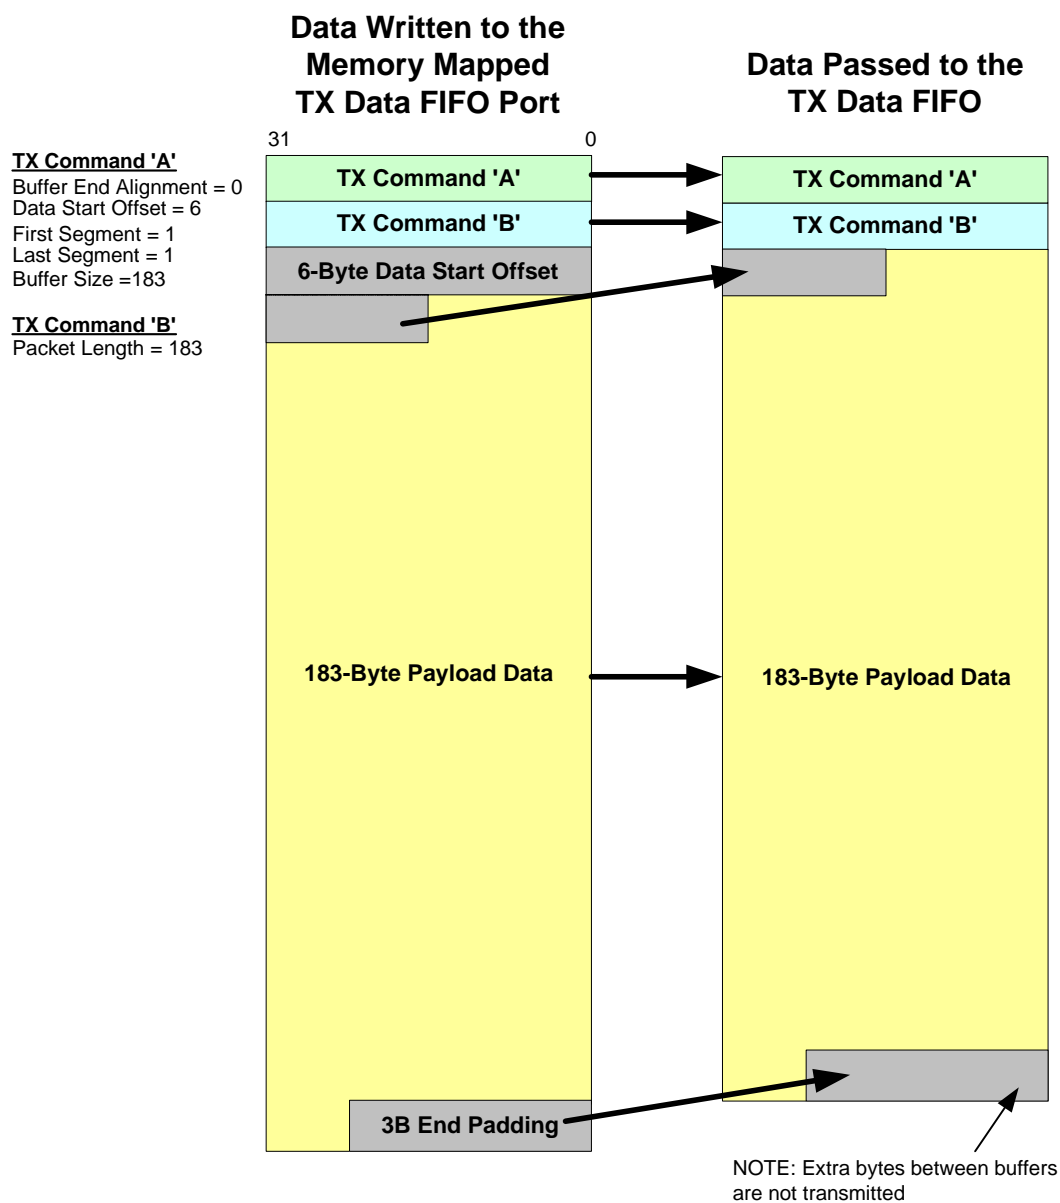 Data Written to the
Memory Mapped
TX Data FIFO Port
Data Passed to the
TX Data FIFO
31
0
TX Command 'A'
Buffer End Alignment = 0
Data Start Offset = 6
First Segment = 1
Last Segment = 1
Buffer Size =183
TX Command 'B'
Packet Length = 183
TX Command 'A'
TX Command 'B'
6-Byte Data Start Offset
183-Byte Payload Data
3B End Padding
TX Command 'A'
TX Command 'B'
183-Byte Payload Data
NOTE: Extra bytes between buffers
are not transmitted